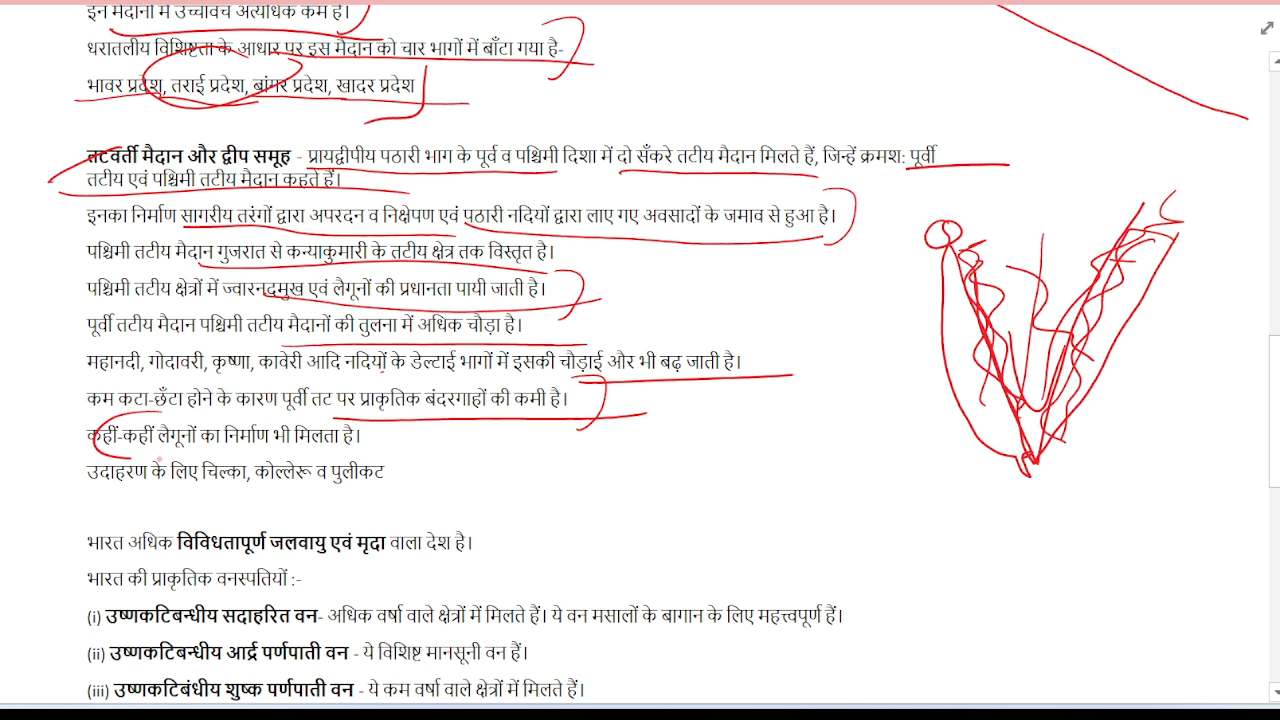 इन मैदानों में उच्चावच अत्यधिक कम है।
धरातलीय विशिष्टता के आधार पर इस मैदान को चार भागों में बाँटा गया है-
भावर प्रदेश, तराई प्रदेश, बांगर प्रदेश, खादर प्रदेश
तटवर्ती मैदान और द्वीप समूह - प्रायद्वीपीय पठारी भाग के पूर्व व पश्चिमी दिशा में दो सँकरे तटीय मैदान मिलते हैं, जिन्हें क्रमश: पूर्वी
तटीय एवं पश्चिमी तटीय मैदान कहते हैं।
इनका निर्माण सागरीय तरंगों द्वारा अपरदन व निक्षेपण एवं पठारी नदियों द्वारा लाए गए अवसादों के जमाव से हुआ है।
पश्चिमी तटीय मैदान गुजरात से कन्याकुमारी के तटीय क्षेत्र तक विस्तृत है।
पश्चिमी तटीय क्षेत्रों में ज्वारनदमुख एवं लैगूनों की प्रधानता पायी जाती है।
पूर्वी तटीय मैदान पश्चिमी तटीय मैदानों की तुलना में अधिक चौड़ा है।
महानदी, गोदावरी, कृष्णा, कावेरी आदि नदियों के डेल्टाई भागों में इसकी चौड़ाई और भी बढ़ जाती है।
कम कटा-छँटा होने के कारण पूर्वी तट पर प्राकृतिक बंदरगाहों की कमी है।
कहीं-कहीं लैगूनों का निर्माण भी मिलता है।
उदाहरण के लिए चिल्का, कोल्लेरू व पुलीकट
भारत अधिक विविधतापूर्ण जलवायु एवं मृदा वाला देश है।
भारत की प्राकृतिक वनस्पतियों :-
(i) उष्णकटिबन्धीय सदाहरित वन- अधिक वर्षा वाले क्षेत्रों में मिलते हैं। ये वन मसालों के बागान के लिए महत्त्वपूर्ण हैं।
(ii) उष्णकटिबन्धीय आर्द्र पर्णपाती वन - ये विशिष्ट मानसूनी वन हैं।
(iii) उष्णकटिबंधीय शुष्क पर्णपाती वन - ये कम वर्षा वाले क्षेत्रों में मिलते हैं।